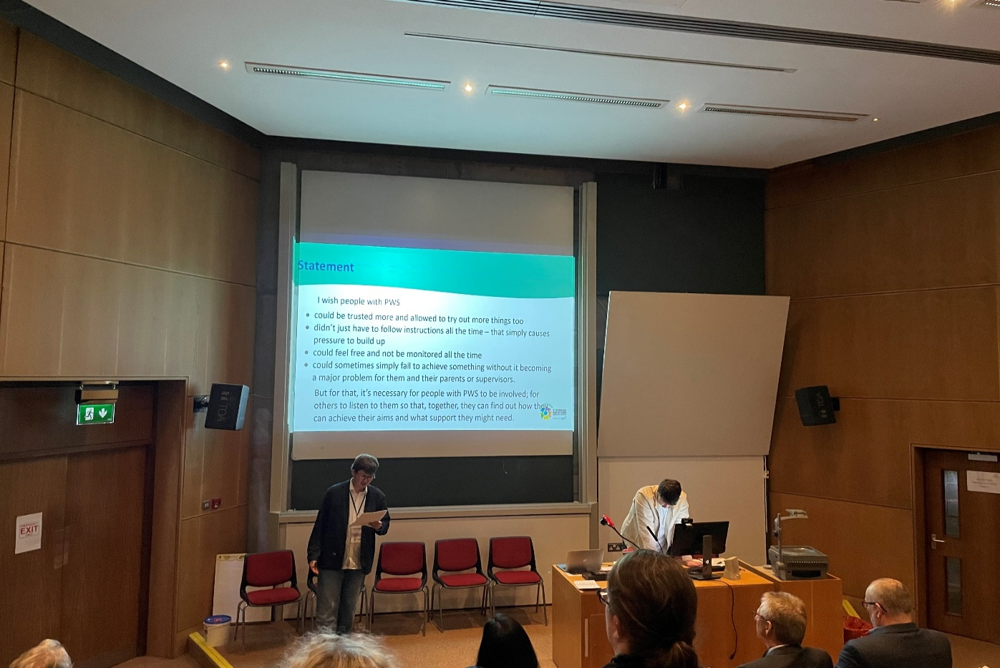 Statement
I wish people with PWS
• could be trusted more and allowed to try out more things too
• didn't just have to follow instructions all the time – that simply causes
pressure to build up
• could feel free and not be monitored all the time
• could sometimes simply fail to achieve something without it becoming
a major problem for them and their parents or supervisors.
But for that, it's necessary for people with PWS to be involved; for
others to listen to them so that, together, they can find out how they
can achieve their aims and what support they might need.
TOA
TOA
EXIT